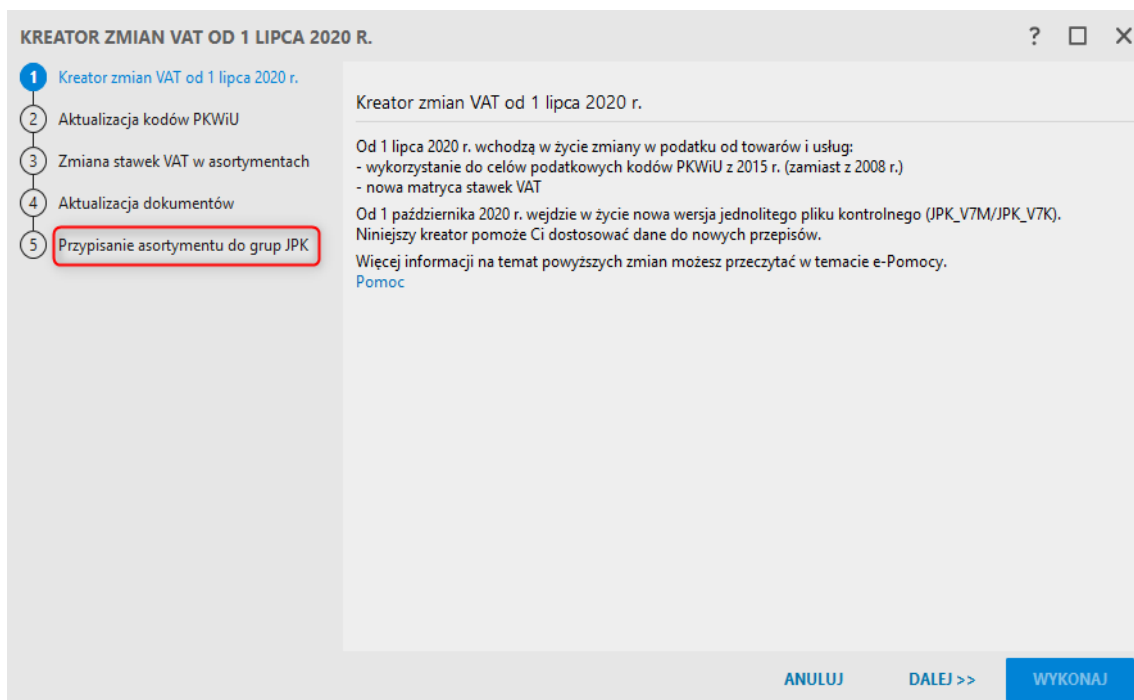 KREATOR ZMIAN VAT OD 1 LIPCA 2020 R.
?
1 Kreator zmian VAT od 1 lipca 2020 r.
2 Aktualizacja kodów PKWiU
3 Zmiana stawek VAT w asortymentach
4 Aktualizacja dokumentów
5 Przypisanie asortymentu do grup JPK
Kreator zmian VAT od 1 lipca 2020 r.
Od 1 lipca 2020 r. wchodzą w życie zmiany w podatku od towarów i usług:
- wykorzystanie do celów podatkowych kodów PKWiU z 2015 r. (zamiast z 2008 r.)
- nowa matryca stawek VAT
Od 1 października 2020 r. wejdzie w życie nowa wersja jednolitego pliku kontrolnego (JPK_V7M/JPK_V7K).
Niniejszy kreator pomoże Ci dostosować dane do nowych przepisów.
Więcej informacji na temat powyższych zmian możesz przeczytać w temacie e-Pomocy.
Pomoc
ANULUJ
DALEJ >>
WYKONAJ